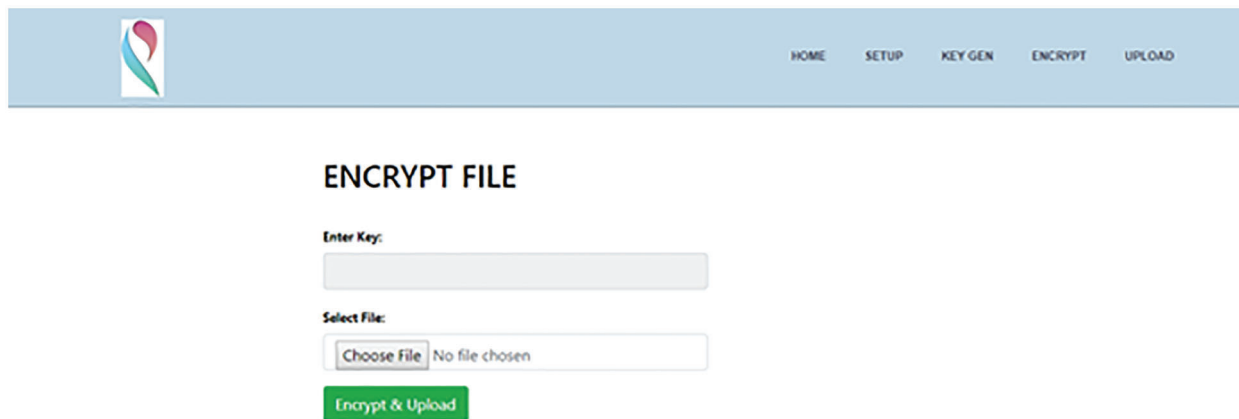 HOME SETUP KEY GEN ENCRYPT UPLOAD
ENCRYPT FILE
Enter Key:
Select File:
Choose File No file chosen
Encrypt & Upload